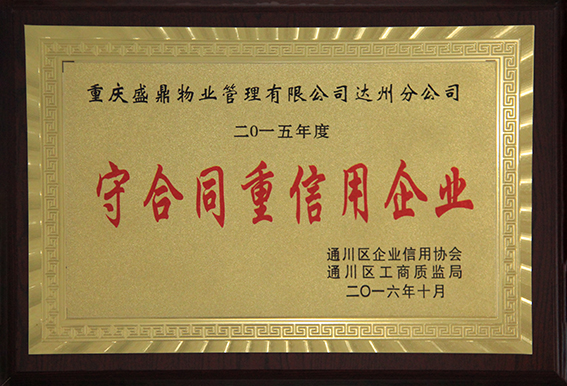 重庆盛鼎物业管理有限公司达州分公司
二0一五年度
守合同重信用企业
通川区企业信用协会
通川区工商质监局
二〇一六年十月